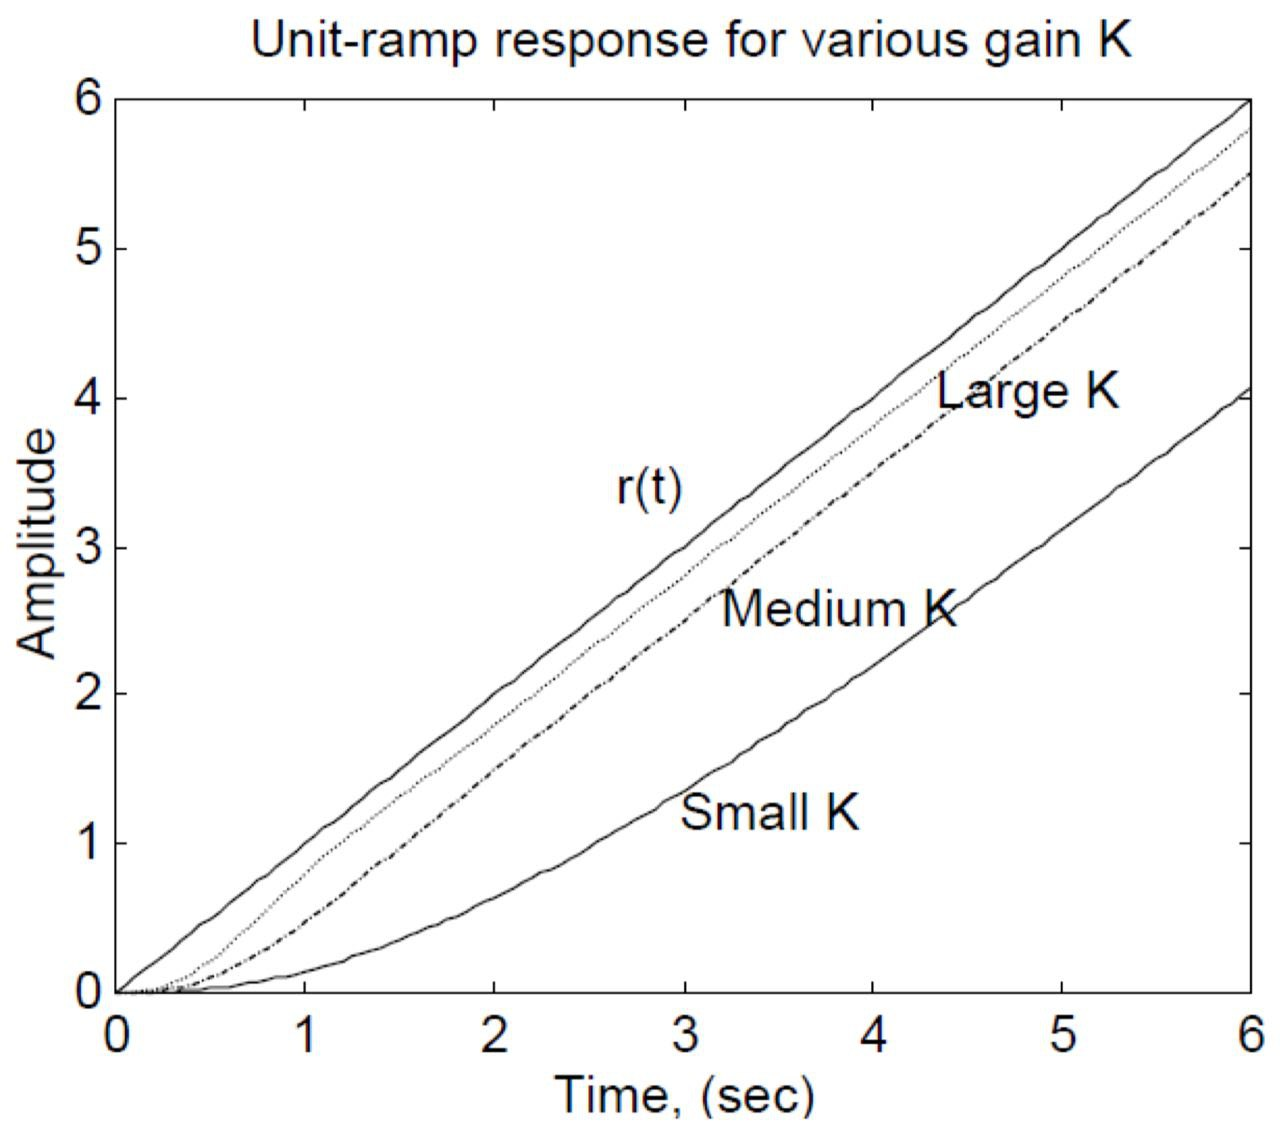 Unit-ramp response for various gain K
6
5
4
3
2
1
0
Amplitude
r(t)
Large K
Medium K
Small K
0 1 2 3 4 5 6
Time, (sec)